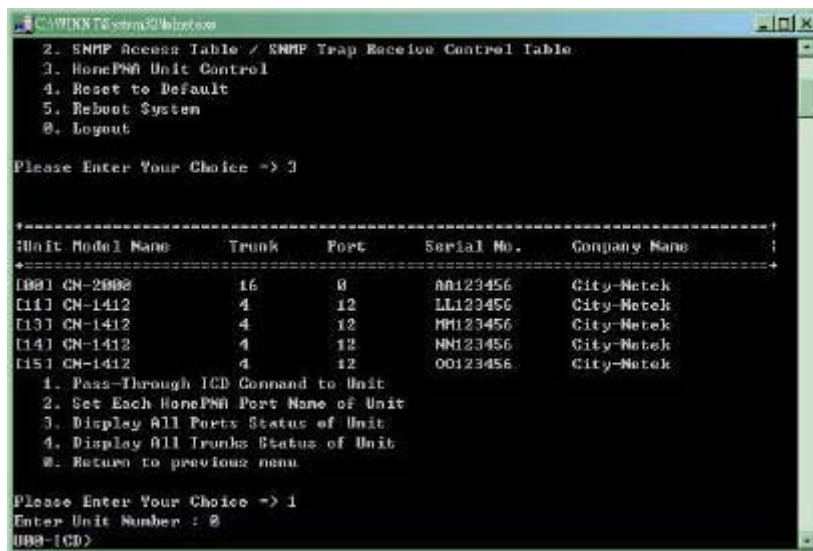 C:\WINNT\System32\telnet.exe
2. SNMP Access Table / SNMP Trap Receive Control Table
3. HomePNA Unit Control
4. Reset to Default
5. Reboot System
0. Logout
Please Enter Your Choice -> 3
Unit Model Name Trunk Port Serial No. Company Name
[00] CN-2000 16 0 AA123456 City-Netek
[11] CN-1412 4 12 LL123456 City-Netek
[13] CN-1412 4 12 MM123456 City-Netek
[14] CN-1412 4 12 NN123456 City-Netek
[15] CN-1412 4 12 OO123456 City-Netek
1. Pass-Through ICD Command to Unit
2. Set Each HomePNA Port Name of Unit
3. Display All Ports Status of Unit
4. Display All Trunks Status of Unit
0. Return to previous menu
Please Enter Your Choice -> 1
Enter Unit Number : 0
U00-ICD>